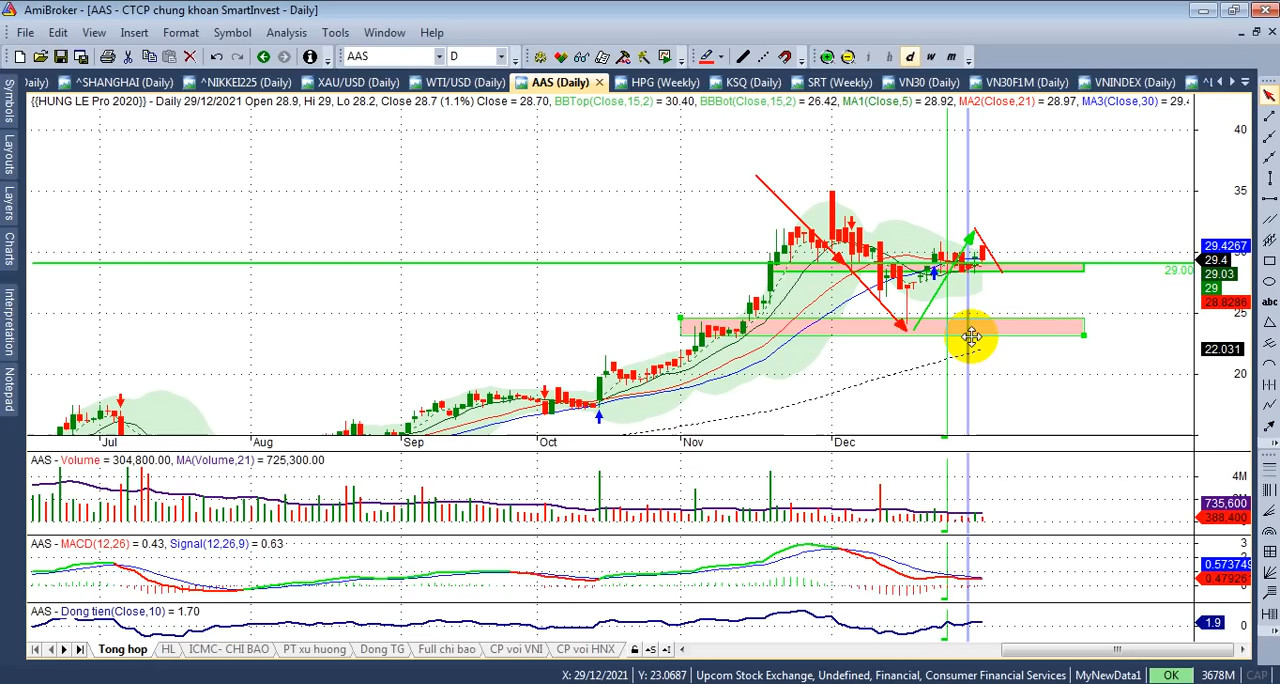 AmiBroker - [AAS - CTCP chung khoan SmartInvest - Daily]
File Edit View Insert Format Symbol Analysis Tools Window Help
AAS D i h d w m
Daily) ^SHANGHAI (Daily) ^NIKKEI225 (Daily) XAU/USD (Daily) WTI/USD (Daily) AAS (Daily) HPG (Weekly) KSQ (Daily) SRT (Weekly) VN30 (Daily) VN30F1M (Daily) VNINDEX (Daily)
{{HUNG LE Pro 2020}} - Daily 29/12/2021 Open 28.9, Hi 29, Lo 28.2, Close 28.7 (1.1%) Close = 28.70, BBTop(Close,15,2) = 30.40, BBBot(Close,15,2) = 26.42, MA1(Close,5) = 28.92, MA2(Close,21) = 28.97, MA3(Close,30) = 29.4
Symbols
Layouts
Layers
Charts
Interpretation
Notepad
abc
40
35
30
29.4267
29.4
29.00
29.03
29
28.8286
25
22.031
20
Jul Aug Sep Oct Nov Dec
AAS - Volume = 304,800.00, MA(Volume,21) = 725,300.00
4M
735,600
388,400
AAS - MACD(12,26) = 0.43, Signal(12,26,9) = 0.63
3
2
0.573749
0.47926
0
AAS - Dong tien(Close,10) = 1.70
1.9
0
Tong hop HL ICMC- CHI BAO PT xu huong Dong TG Full chi bao CP voi VNI CP voi HNX
X: 29/12/2021 Y: 23.0687 Upcom Stock Exchange, Undefined, Financial, Consumer Financial Services MyNewData1 OK 3678M CAP